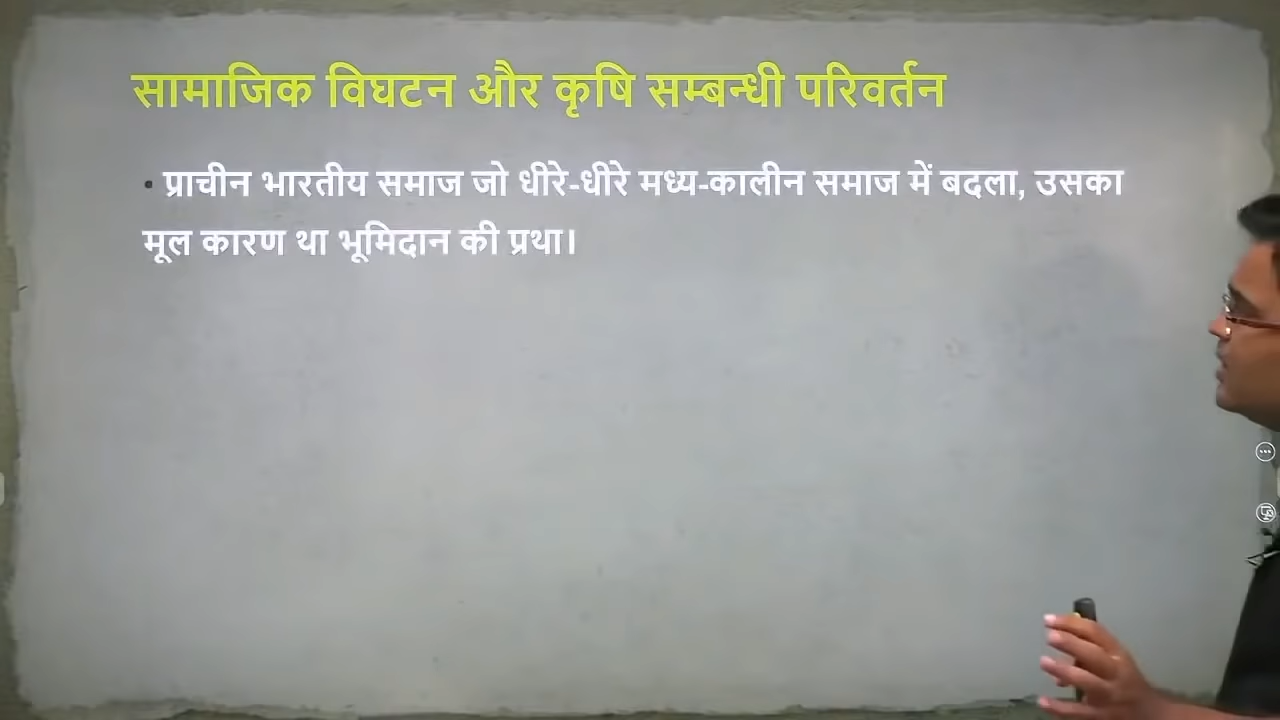 सामाजिक विघटन और कृषि सम्बन्धी परिवर्तन
· प्राचीन भारतीय समाज जो धीरे-धीरे मध्य-कालीन समाज में बदला, उसका
मूल कारण था भूमिदान की प्रथा।